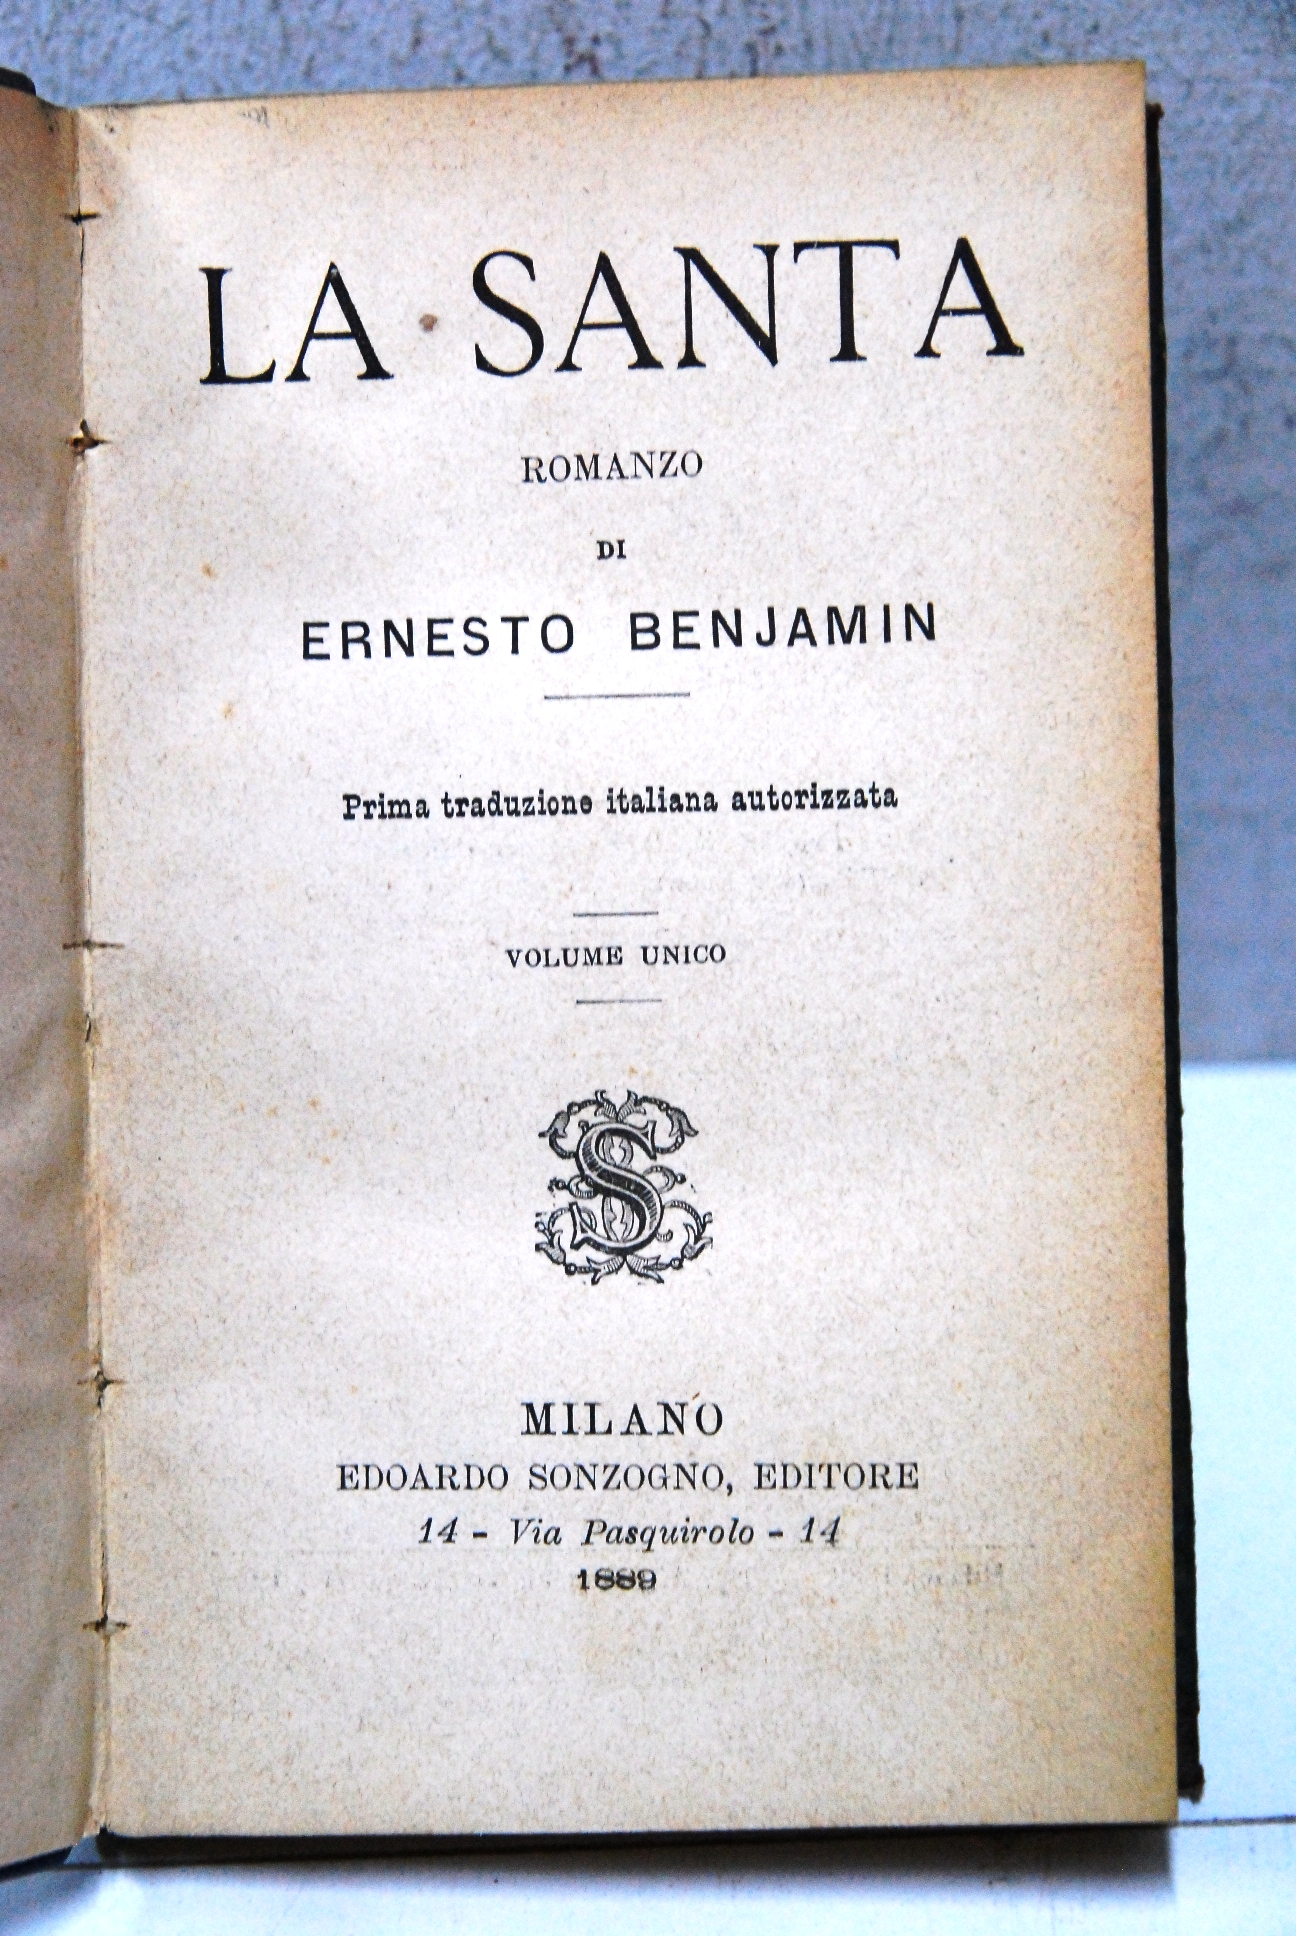 LA SANTA
ROMANZO
DI
ERNESTO BENJAMIN
Prima traduzione italiana autorizzata
VOLUME UNICO
S
MILANO
EDOARDO SONZOGNO, EDITORE
14 - Via Pasquirolo - 14
1889